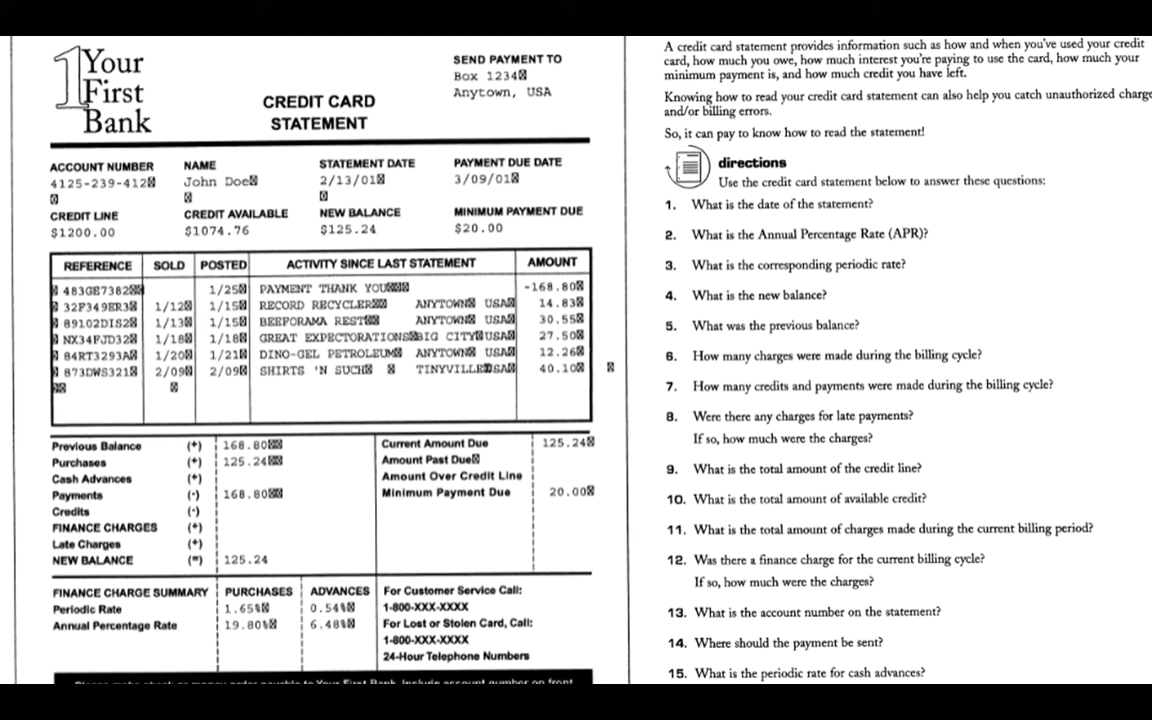 1 Your
First
Bank
CREDIT CARD
STATEMENT
SEND PAYMENT TO
Box 1234
Anytown, USA
ACCOUNT NUMBER NAME STATEMENT DATE PAYMENT DUE DATE
4125-239-412 John Doe 2/13/01 3/09/01
CREDIT LINE CREDIT AVAILABLE NEW BALANCE MINIMUM PAYMENT DUE
$1200.00 $1074.76 $125.24 $20.00
REFERENCE SOLD POSTED ACTIVITY SINCE LAST STATEMENT AMOUNT
483GE7382 1/25 PAYMENT THANK YOU -168.80
32F349ER3 1/12 1/15 RECORD RECYCLER ANYTOWN USA 14.83
89102DIS2 1/13 1/15 BEEFORAMA REST ANYTOWN USA 30.55
NX34FJD32 1/18 1/18 GREAT EXPECTORATIONS BIG CITY USA 27.50
84RT3293A 1/20 1/21 DINO-GEL PETROLEUM ANYTOWN USA 12.26
873DWS321 2/09 2/09 SHIRTS 'N SUCH TINYVILLE USA 40.10
Previous Balance (+) 168.80 Current Amount Due 125.24
Purchases (+) 125.24 Amount Past Due
Cash Advances (+) Amount Over Credit Line
Payments (-) 168.80 Minimum Payment Due 20.00
Credits (-)
FINANCE CHARGES (+)
Late Charges (+)
NEW BALANCE (=) 125.24
FINANCE CHARGE SUMMARY PURCHASES ADVANCES For Customer Service Call:
Periodic Rate 1.65% 0.54% 1-800-XXX-XXXX
Annual Percentage Rate 19.80% 6.48% For Lost or Stolen Card, Call:
1-800-XXX-XXXX
24-Hour Telephone Numbers
Please make check or money order payable to Your First Bank. Include account number on front
A credit card statement provides information such as how and when you've used your credit
card, how much you owe, how much interest you're paying to use the card, how much your
minimum payment is, and how much credit you have left.
Knowing how to read your credit card statement can also help you catch unauthorized charge
and/or billing errors.
So, it can pay to know how to read the statement!
directions
Use the credit card statement below to answer these questions:
1. What is the date of the statement?
2. What is the Annual Percentage Rate (APR)?
3. What is the corresponding periodic rate?
4. What is the new balance?
5. What was the previous balance?
6. How many charges were made during the billing cycle?
7. How many credits and payments were made during the billing cycle?
8. Were there any charges for late payments?
If so, how much were the charges?
9. What is the total amount of the credit line?
10. What is the total amount of available credit?
11. What is the total amount of charges made during the current billing period?
12. Was there a finance charge for the current billing cycle?
If so, how much were the charges?
13. What is the account number on the statement?
14. Where should the payment be sent?
15. What is the periodic rate for cash advances?